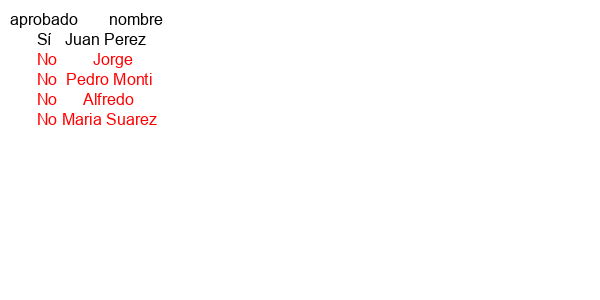 aprobado nombre
Sí Juan Perez
No Jorge
No Pedro Monti
No Alfredo
No Maria Suarez